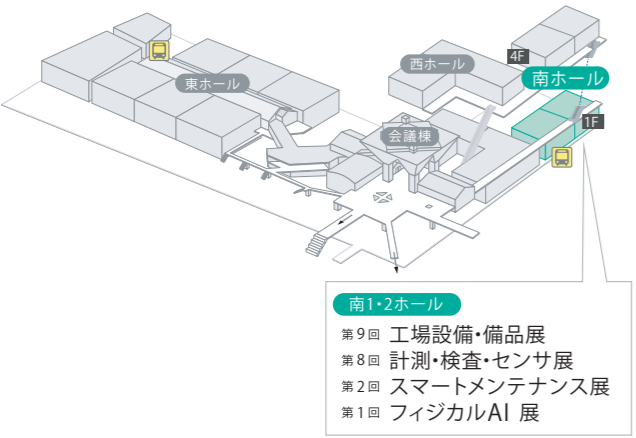 東ホール
西ホール
4F
南ホール
1F
会議棟
南1・2ホール
第9回 工場設備・備品展
第8回 計測・検査・センサ展
第2回 スマートメンテナンス展
第1回 フィジカルAI 展